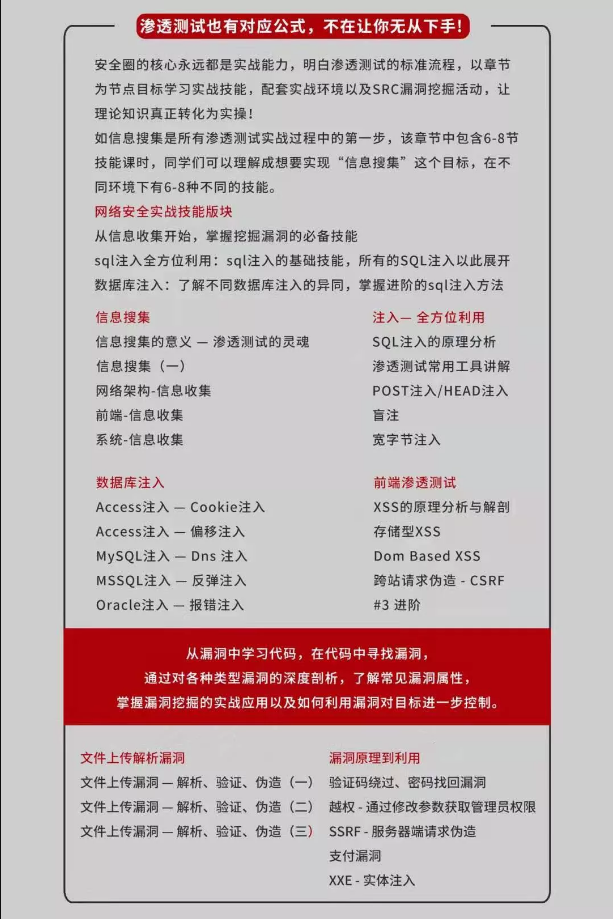 渗透测试也有对应公式，不在让你无从下手！
安全圈的核心永远都是实战能力，明白渗透测试的标准流程，以章节
为节点目标学习实战技能，配套实战环境以及SRC漏洞挖掘活动，让
理论知识真正转化为实操！
如信息搜集是所有渗透测试实战过程中的第一步，该章节中包含6-8节
技能课时，同学们可以理解成想要实现“信息搜集”这个目标，在不
同环境下有6-8种不同的技能。
网络安全实战技能版块
从信息收集开始，掌握挖掘漏洞的必备技能
sql注入全方位利用：sql注入的基础技能，所有的SQL注入以此展开
数据库注入：了解不同数据库注入的异同，掌握进阶的sql注入方法
信息搜集
信息搜集的意义 — 渗透测试的灵魂
信息搜集（一）
网络架构-信息收集
前端-信息收集
系统-信息收集
注入— 全方位利用
SQL注入的原理分析
渗透测试常用工具讲解
POST注入/HEAD注入
盲注
宽字节注入
数据库注入
Access注入 — Cookie注入
Access注入 — 偏移注入
MySQL注入 — Dns 注入
MSSQL注入 — 反弹注入
Oracle注入 — 报错注入
前端渗透测试
XSS的原理分析与解剖
存储型XSS
Dom Based XSS
跨站请求伪造 - CSRF
#3 进阶
从漏洞中学习代码，在代码中寻找漏洞，
通过对各种类型漏洞的深度剖析，了解常见漏洞属性，
掌握漏洞挖掘的实战应用以及如何利用漏洞对目标进一步控制。
文件上传解析漏洞
文件上传漏洞 — 解析、验证、伪造（一）
文件上传漏洞 — 解析、验证、伪造（二）
文件上传漏洞 — 解析、验证、伪造（三）
漏洞原理到利用
验证码绕过、密码找回漏洞
越权 - 通过修改参数获取管理员权限
SSRF - 服务器端请求伪造
支付漏洞
XXE - 实体注入